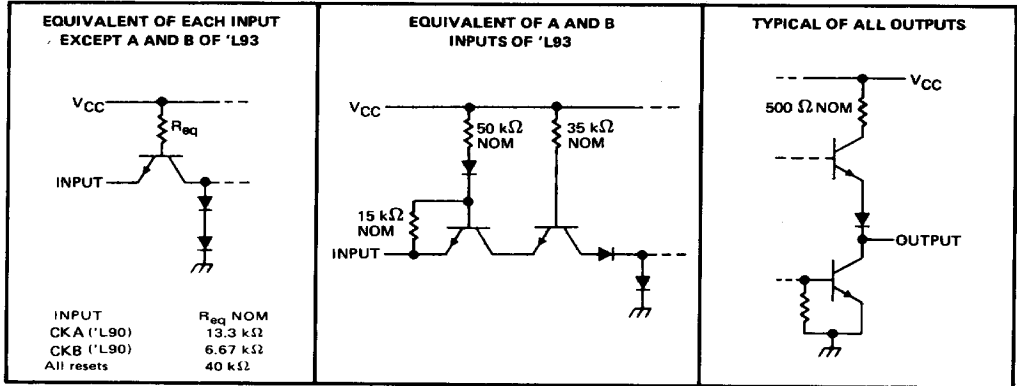 EQUIVALENT OF EACH INPUT
EXCEPT A AND B OF 'L93
VCC
Req
INPUT
INPUT Req NOM
CKA ('L90) 13.3 kΩ
CKB ('L90) 6.67 kΩ
All resets 40 kΩ
EQUIVALENT OF A AND B
INPUTS OF 'L93
VCC
50 kΩ
NOM
35 kΩ
NOM
15 kΩ
NOM
INPUT
TYPICAL OF ALL OUTPUTS
VCC
500 Ω NOM
OUTPUT